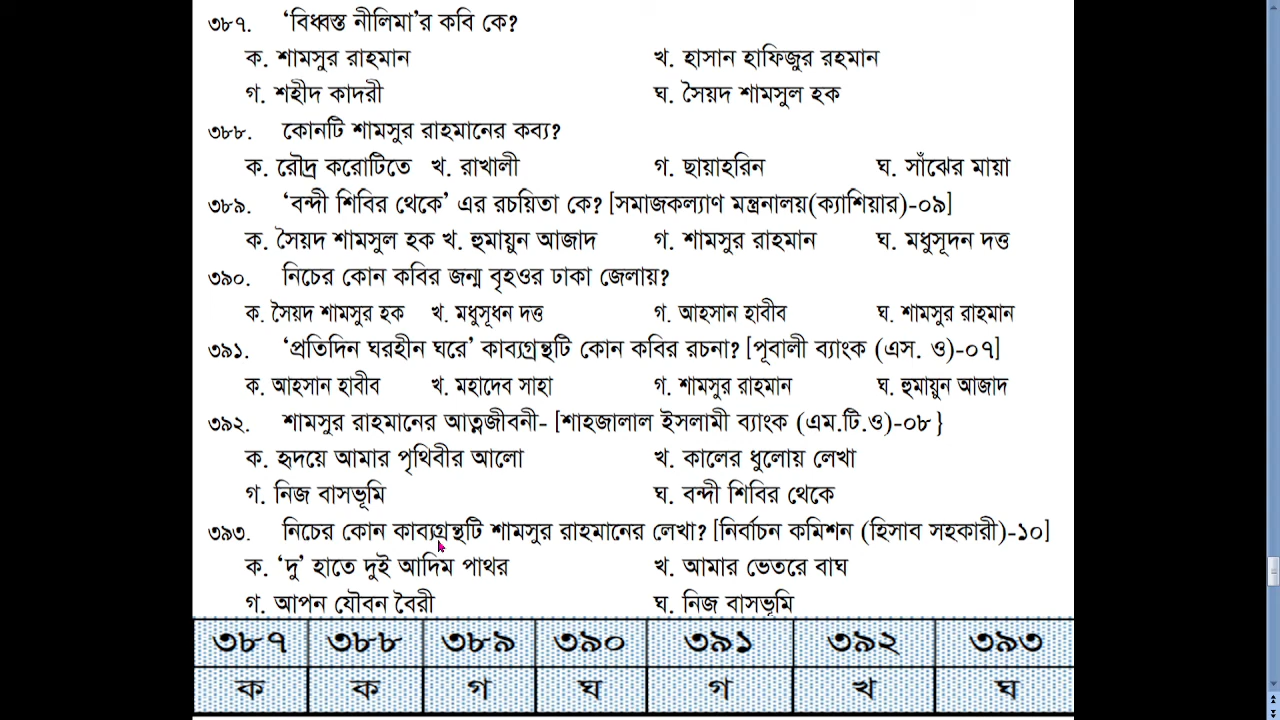 ৩৮৭. ‘বিধ্বস্ত নীলিমা’র কবি কে?
ক. শামসুর রাহমান খ. হাসান হাফিজুর রহমান
গ. শহীদ কাদরী ঘ. সৈয়দ শামসুল হক
৩৮৮. কোনটি শামসুর রাহমানের কব্য?
ক. রৌদ্র করোটিতে খ. রাখালী গ. ছায়াহরিন ঘ. সাঁঝের মায়া
৩৮৯. ‘বন্দী শিবির থেকে’ এর রচয়িতা কে? [সমাজকল্যাণ মন্ত্রনালয়(ক্যাশিয়ার)-০৯]
ক. সৈয়দ শামসুল হক খ. হুমায়ুন আজাদ গ. শামসুর রাহমান ঘ. মধুসূদন দত্ত
৩৯০. নিচের কোন কবির জন্ম বৃহওর ঢাকা জেলায়?
ক. সৈয়দ শামসুর হক খ. মধুসূধন দত্ত গ. আহসান হাবীব ঘ. শামসুর রাহমান
৩৯১. ‘প্রতিদিন ঘরহীন ঘরে’ কাব্যগ্রন্থটি কোন কবির রচনা? [পূবালী ব্যাংক (এস. ও)-০৭]
ক. আহসান হাবীব খ. মহাদেব সাহা গ. শামসুর রাহমান ঘ. হুমায়ুন আজাদ
৩৯২. শামসুর রাহমানের আত্নজীবনী- [শাহজালাল ইসলামী ব্যাংক (এম.টি.ও)-০৮}
ক. হৃদয়ে আমার পৃথিবীর আলো খ. কালের ধুলোয় লেখা
গ. নিজ বাসভূমি ঘ. বন্দী শিবির থেকে
৩৯৩. নিচের কোন কাব্যগ্রন্থটি শামসুর রাহমানের লেখা? [নির্বাচন কমিশন (হিসাব সহকারী)-১০]
ক. ‘দু’ হাতে দুই আদিম পাথর খ. আমার ভেতরে বাঘ
গ. আপন যৌবন বৈরী ঘ. নিজ বাসভূমি
৩৮৭ ৩৮৮ ৩৮৯ ৩৯০ ৩৯১ ৩৯২ ৩৯৩
ক ক গ ঘ গ খ ঘ